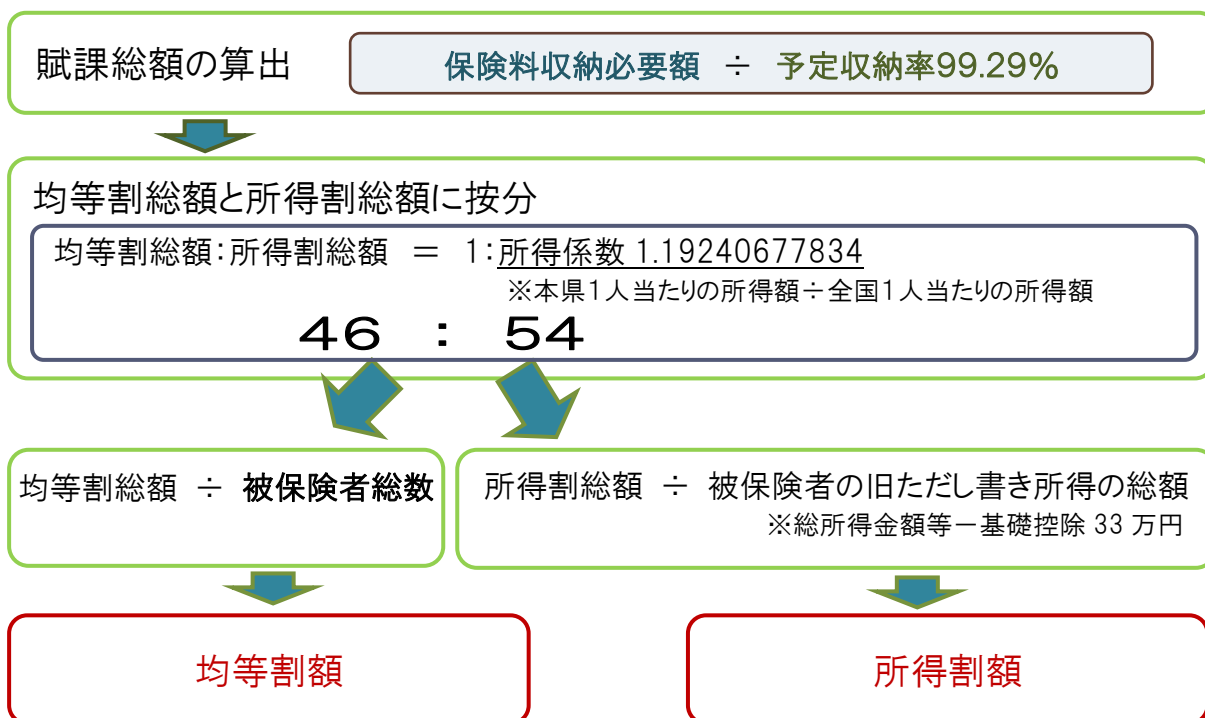 賦課総額の算出
保険料収納必要額 ÷ 予定収納率99.29%
均等割総額と所得割総額に按分
均等割総額:所得割総額 = 1:所得係数 1.19240677834
※本県1人当たりの所得額÷全国1人当たりの所得額
46 : 54
均等割総額 ÷ 被保険者総数
所得割総額 ÷ 被保険者の旧ただし書き所得の総額
※総所得金額等-基礎控除 33 万円
均等割額
所得割額